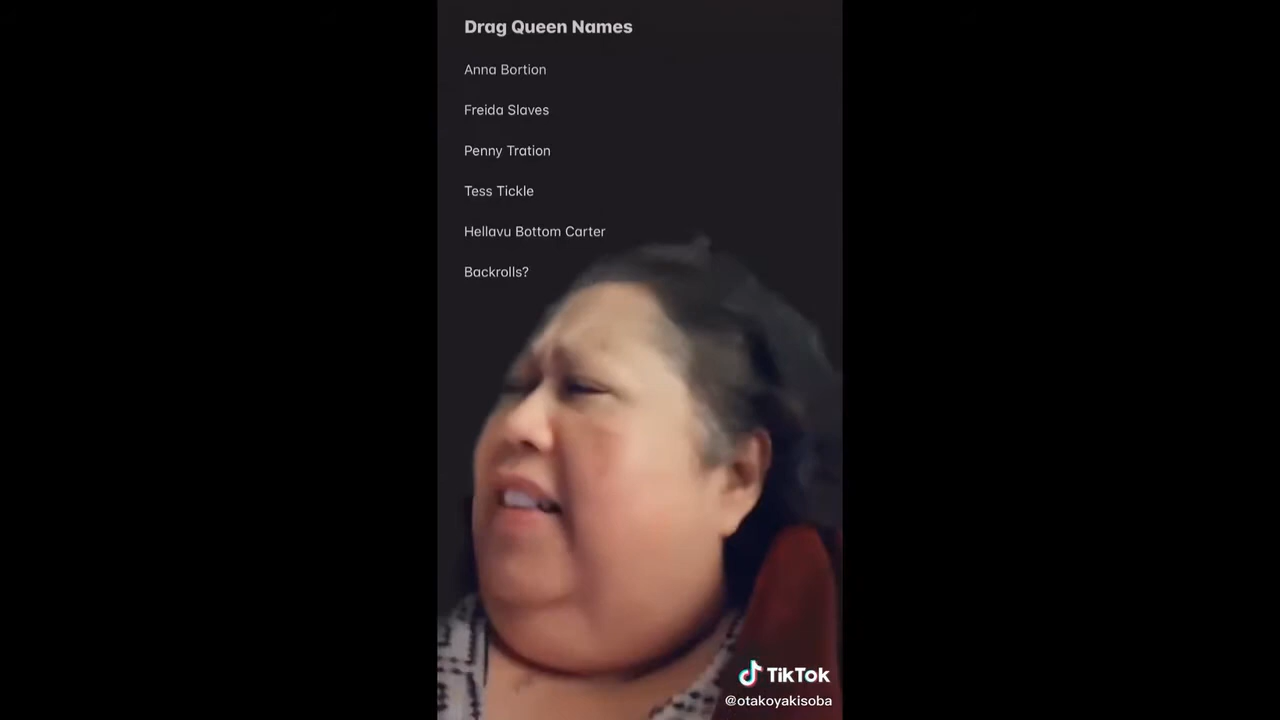 Drag Queen Names
Anna Bortion
Freida Slaves
Penny Tration
Tess Tickle
Hellavu Bottom Carter
Backrolls?
TikTok
@otakoyakisoba